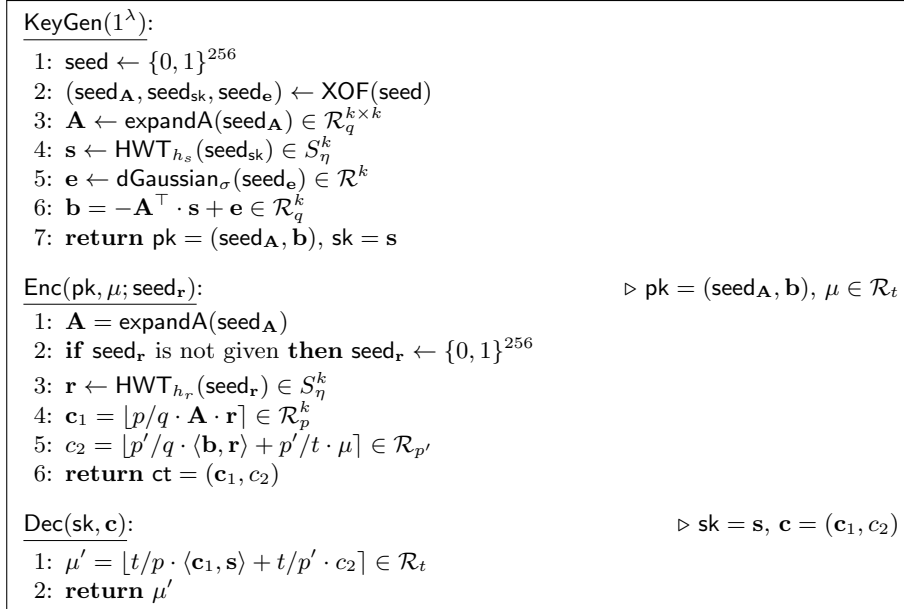 KeyGen(1^λ):
1: seed ← {0, 1}^256
2: (seed_A, seed_sk, seed_e) ← XOF(seed)
3: A ← expandA(seed_A) ∈ R_q^{k×k}
4: s ← HWT_{h_s}(seed_sk) ∈ S_η^k
5: e ← dGaussian_σ(seed_e) ∈ R^k
6: b = −A^⊤ · s + e ∈ R_q^k
7: return pk = (seed_A, b), sk = s
Enc(pk, μ; seed_r): ▷ pk = (seed_A, b), μ ∈ R_t
1: A = expandA(seed_A)
2: if seed_r is not given then seed_r ← {0, 1}^256
3: r ← HWT_{h_r}(seed_r) ∈ S_η^k
4: c_1 = ⌊p/q · A · r⌉ ∈ R_p^k
5: c_2 = ⌊p′/q · ⟨b, r⟩ + p′/t · μ⌉ ∈ R_{p′}
6: return ct = (c_1, c_2)
Dec(sk, c): ▷ sk = s, c = (c_1, c_2)
1: μ′ = ⌊t/p · ⟨c_1, s⟩ + t/p′ · c_2⌉ ∈ R_t
2: return μ′